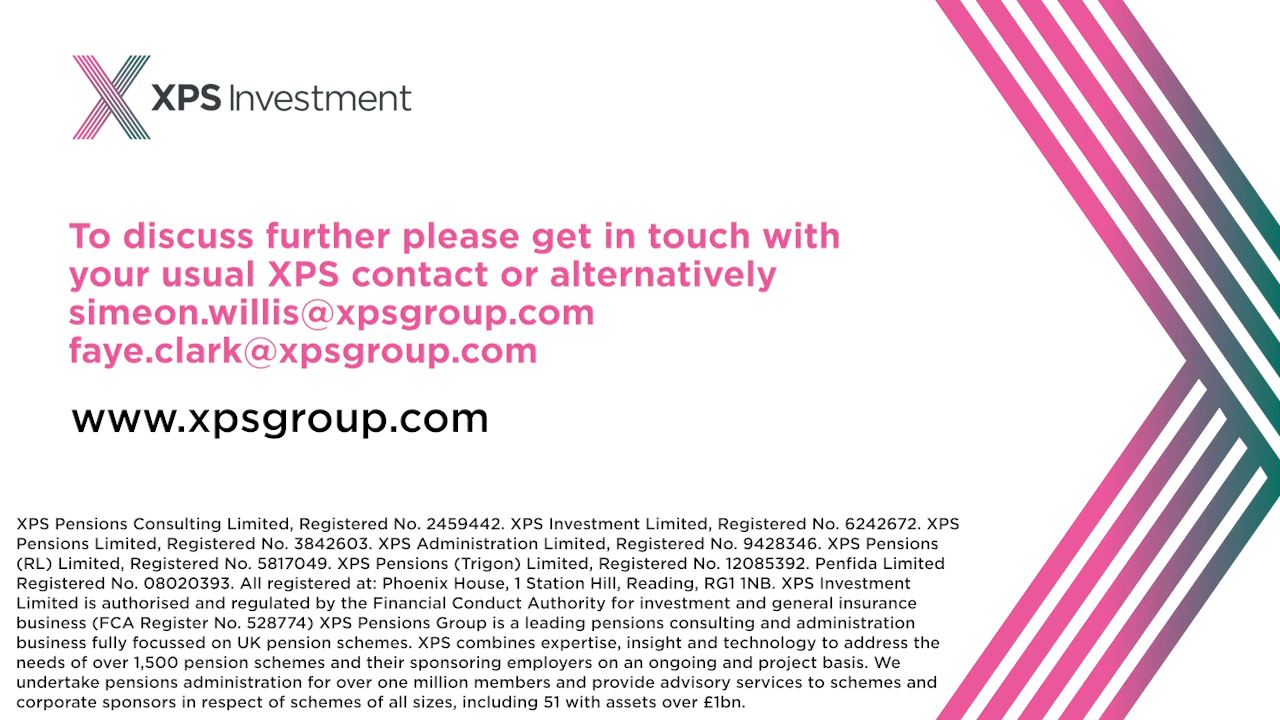 XPS Investment
To discuss further please get in touch with
your usual XPS contact or alternatively
simeon.willis@xpsgroup.com
faye.clark@xpsgroup.com
www.xpsgroup.com
XPS Pensions Consulting Limited, Registered No. 2459442. XPS Investment Limited, Registered No. 6242672. XPS
Pensions Limited, Registered No. 3842603. XPS Administration Limited, Registered No. 9428346. XPS Pensions
(RL) Limited, Registered No. 5817049. XPS Pensions (Trigon) Limited, Registered No. 12085392. Penfida Limited
Registered No. 08020393. All registered at: Phoenix House, 1 Station Hill, Reading, RG1 1NB. XPS Investment
Limited is authorised and regulated by the Financial Conduct Authority for investment and general insurance
business (FCA Register No. 528774) XPS Pensions Group is a leading pensions consulting and administration
business fully focussed on UK pension schemes. XPS combines expertise, insight and technology to address the
needs of over 1,500 pension schemes and their sponsoring employers on an ongoing and project basis. We
undertake pensions administration for over one million members and provide advisory services to schemes and
corporate sponsors in respect of schemes of all sizes, including 51 with assets over £1bn.